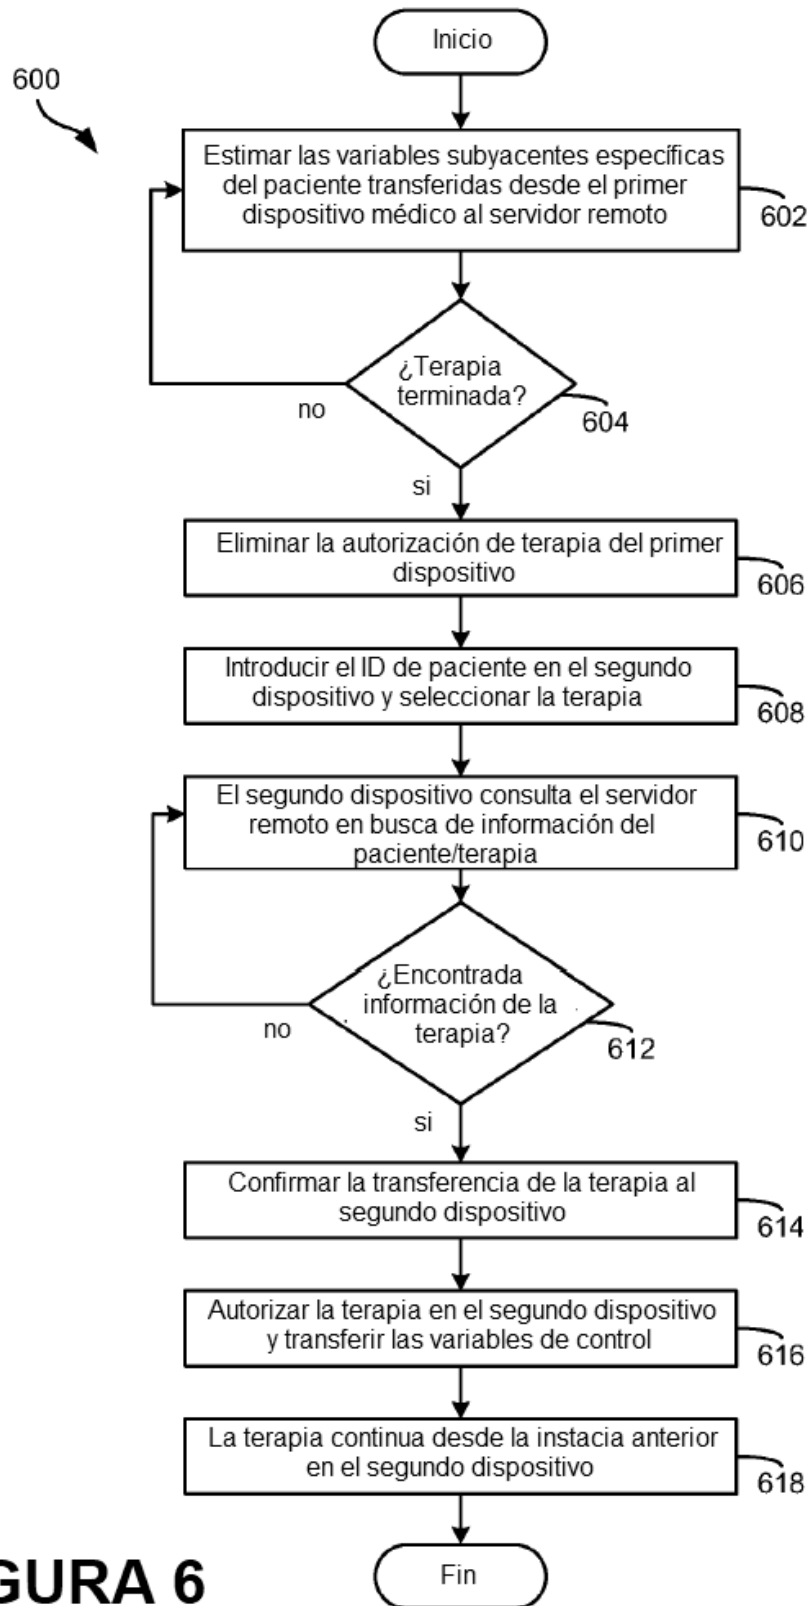 Inicio
600
Estimar las variables subyacentes específicas
del paciente transferidas desde el primer
dispositivo médico al servidor remoto
602
¿Terapia
terminada?
604
no
si
Eliminar la autorización de terapia del primer
dispositivo
606
Introducir el ID de paciente en el segundo
dispositivo y seleccionar la terapia
608
El segundo dispositivo consulta el servidor
remoto en busca de información del
paciente/terapia
610
¿Encontrada
información de la
terapia?
612
no
si
Confirmar la transferencia de la terapia al
segundo dispositivo
614
Autorizar la terapia en el segundo dispositivo
y transferir las variables de control
616
La terapia continua desde la instacia anterior
en el segundo dispositivo
618
Fin
GURA 6